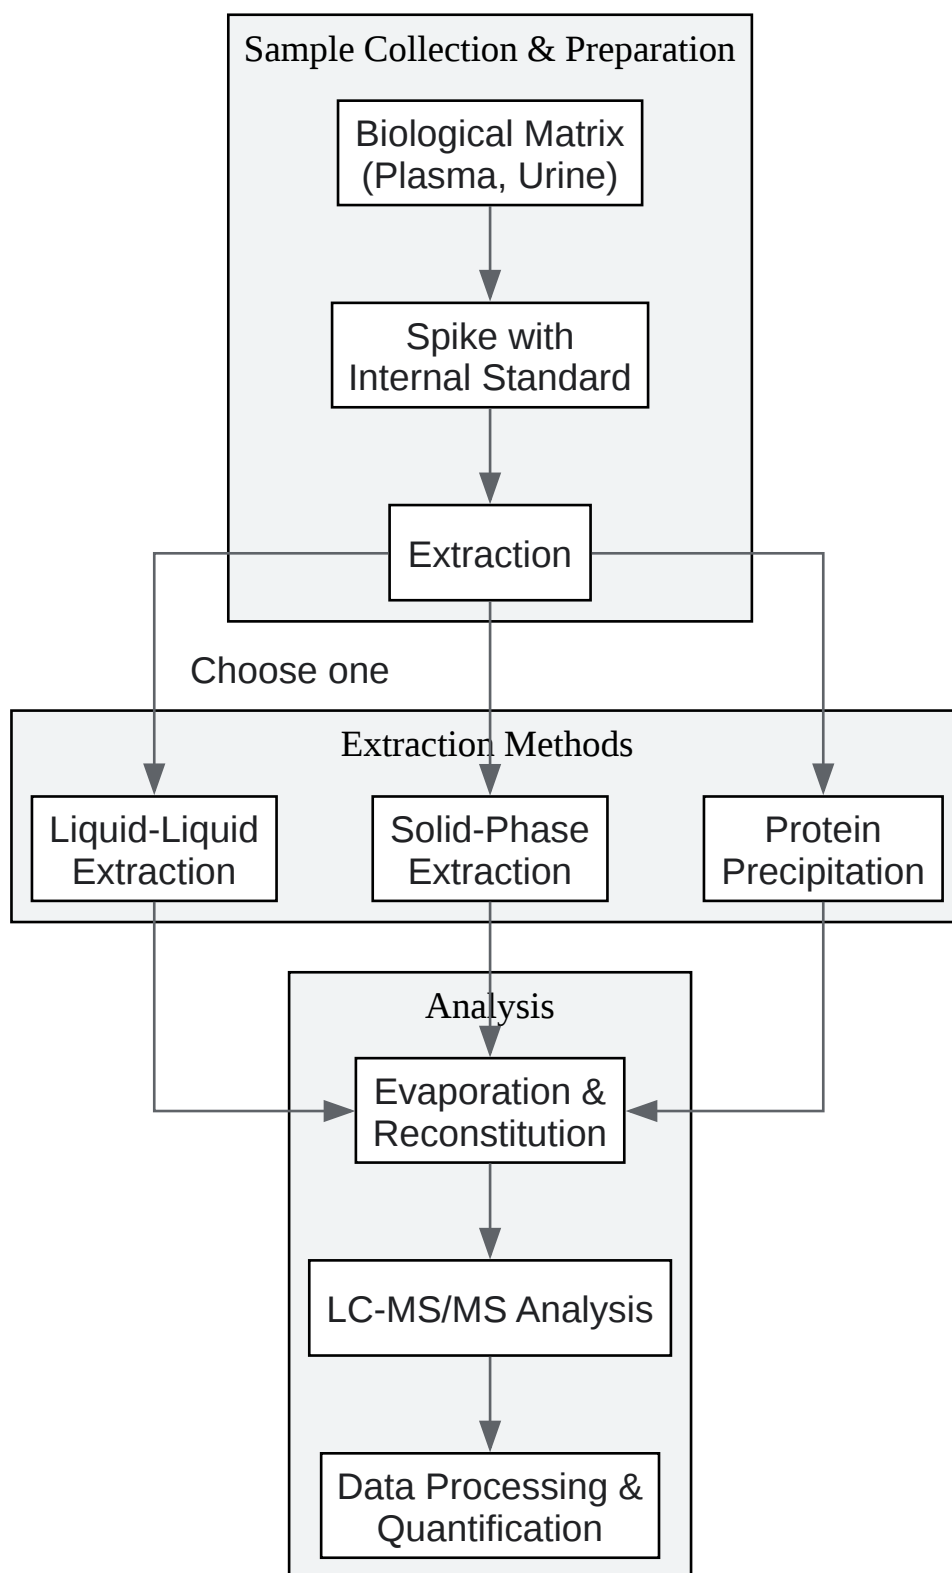 Sample Collection & Preparation
Biological Matrix
(Plasma, Urine)
Spike with
Internal Standard
Extraction
Choose one
Extraction Methods
Liquid-Liquid
Extraction
Solid-Phase
Extraction
Protein
Precipitation
Analysis
Evaporation &
Reconstitution
LC-MS/MS Analysis
Data Processing &
Quantification